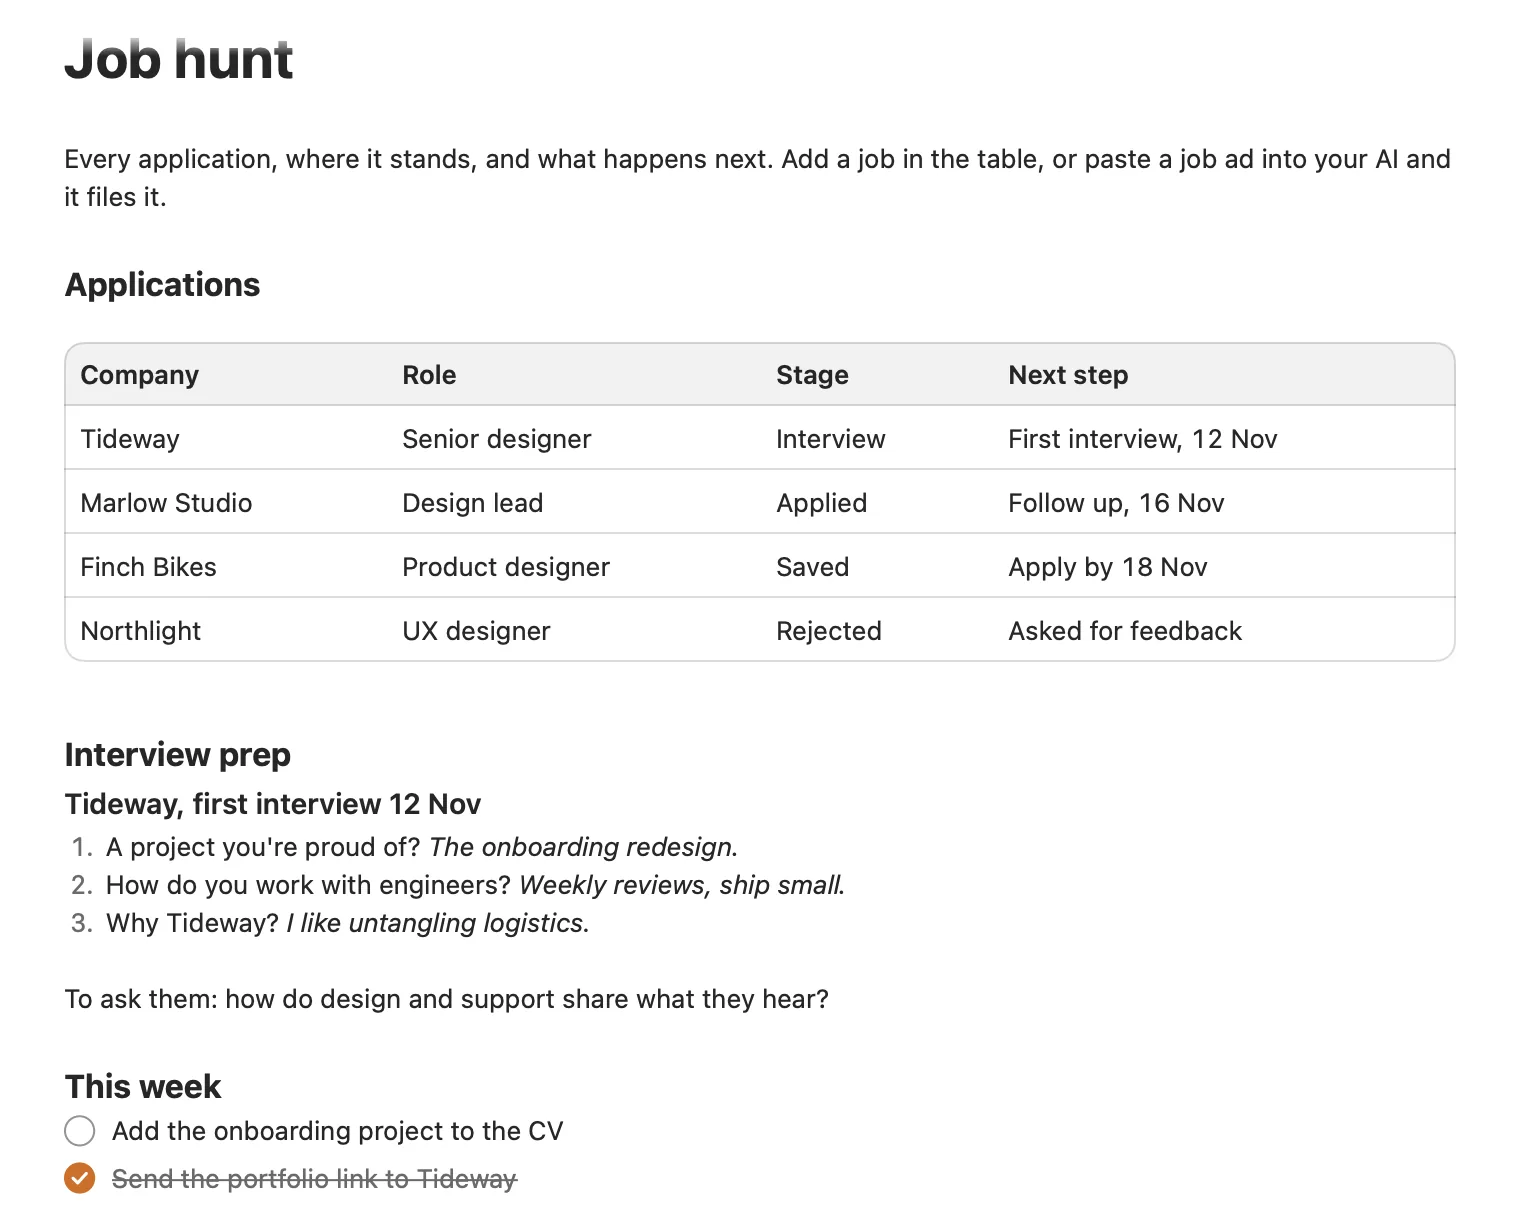 Job hunt
Every application, where it stands, and what happens next. Add a job in the table, or paste a job ad into your AI and
it files it.
Applications
Company Role Stage Next step
Tideway Senior designer Interview First interview, 12 Nov
Marlow Studio Design lead Applied Follow up, 16 Nov
Finch Bikes Product designer Saved Apply by 18 Nov
Northlight UX designer Rejected Asked for feedback
Interview prep
Tideway, first interview 12 Nov
1. A project you're proud of? The onboarding redesign.
2. How do you work with engineers? Weekly reviews, ship small.
3. Why Tideway? I like untangling logistics.
To ask them: how do design and support share what they hear?
This week
Add the onboarding project to the CV
Send the portfolio link to Tideway